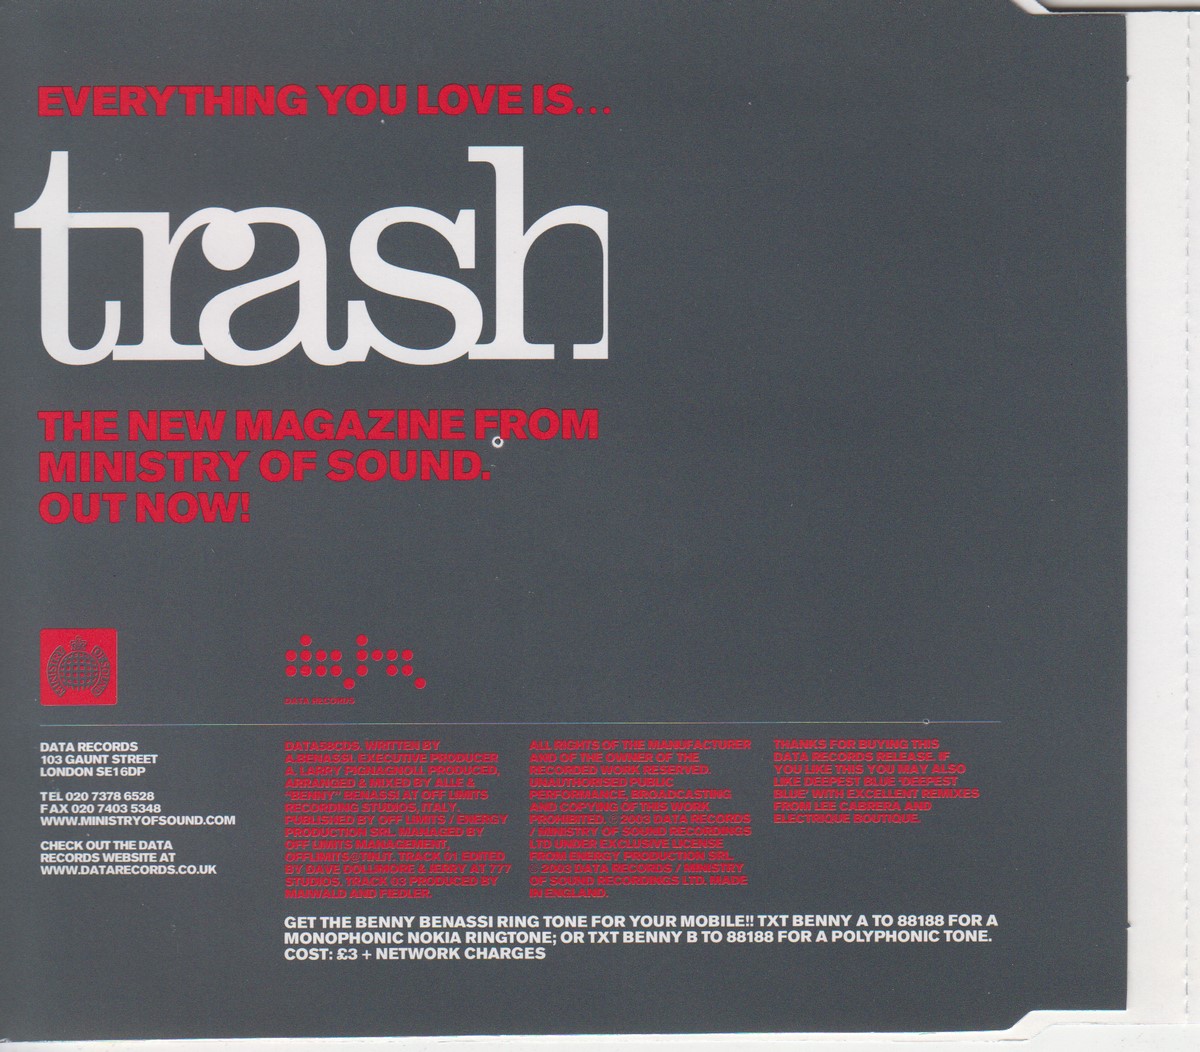 EVERYTHING YOU LOVE IS...
trash
THE NEW MAGAZINE FROM
MINISTRY OF SOUND.
OUT NOW!
MINISTRY OF SOUND
DATA RECORDS
DATA RECORDS
103 GAUNT STREET
LONDON SE16DP
TEL 020 7378 6528
FAX 020 7403 5348
WWW.MINISTRYOFSOUND.COM
CHECK OUT THE DATA
RECORDS WEBSITE AT
WWW.DATARECORDS.CO.UK
DATA58CDS. WRITTEN BY
A.BENASSI. EXECUTIVE PRODUCER
A. LARRY PIGNAGNOLI. PRODUCED,
ARRANGED & MIXED BY ALLE &
"BENNY" BENASSI AT OFF LIMITS
RECORDING STUDIOS, ITALY.
PUBLISHED BY OFF LIMITS / ENERGY
PRODUCTION SRL. MANAGED BY
OFF LIMITS MANAGEMENT,
OFFLIMITS@TIN.IT. TRACK 01 EDITED
BY DAVE DOLLIMORE & JERRY AT 777
STUDIOS. TRACK 03 PRODUCED BY
MAIWALD AND FIEDLER.
ALL RIGHTS OF THE MANUFACTURER
AND OF THE OWNER OF THE
RECORDED WORK RESERVED.
UNAUTHORISED PUBLIC
PERFORMANCE, BROADCASTING
AND COPYING OF THIS WORK
PROHIBITED. ℗ 2003 DATA RECORDS
/ MINISTRY OF SOUND RECORDINGS
LTD UNDER EXCLUSIVE LICENSE
FROM ENERGY PRODUCTION SRL.
© 2003 DATA RECORDS / MINISTRY
OF SOUND RECORDINGS LTD. MADE
IN ENGLAND.
THANKS FOR BUYING THIS
DATA RECORDS RELEASE. IF
YOU LIKE THIS YOU MAY ALSO
LIKE DEEPEST BLUE 'DEEPEST
BLUE' WITH EXCELLENT REMIXES
FROM LEE CABRERA AND
ELECTRIQUE BOUTIQUE.
GET THE BENNY BENASSI RING TONE FOR YOUR MOBILE!! TXT BENNY A TO 88188 FOR A
MONOPHONIC NOKIA RINGTONE; OR TXT BENNY B TO 88188 FOR A POLYPHONIC TONE.
COST: £3 + NETWORK CHARGES